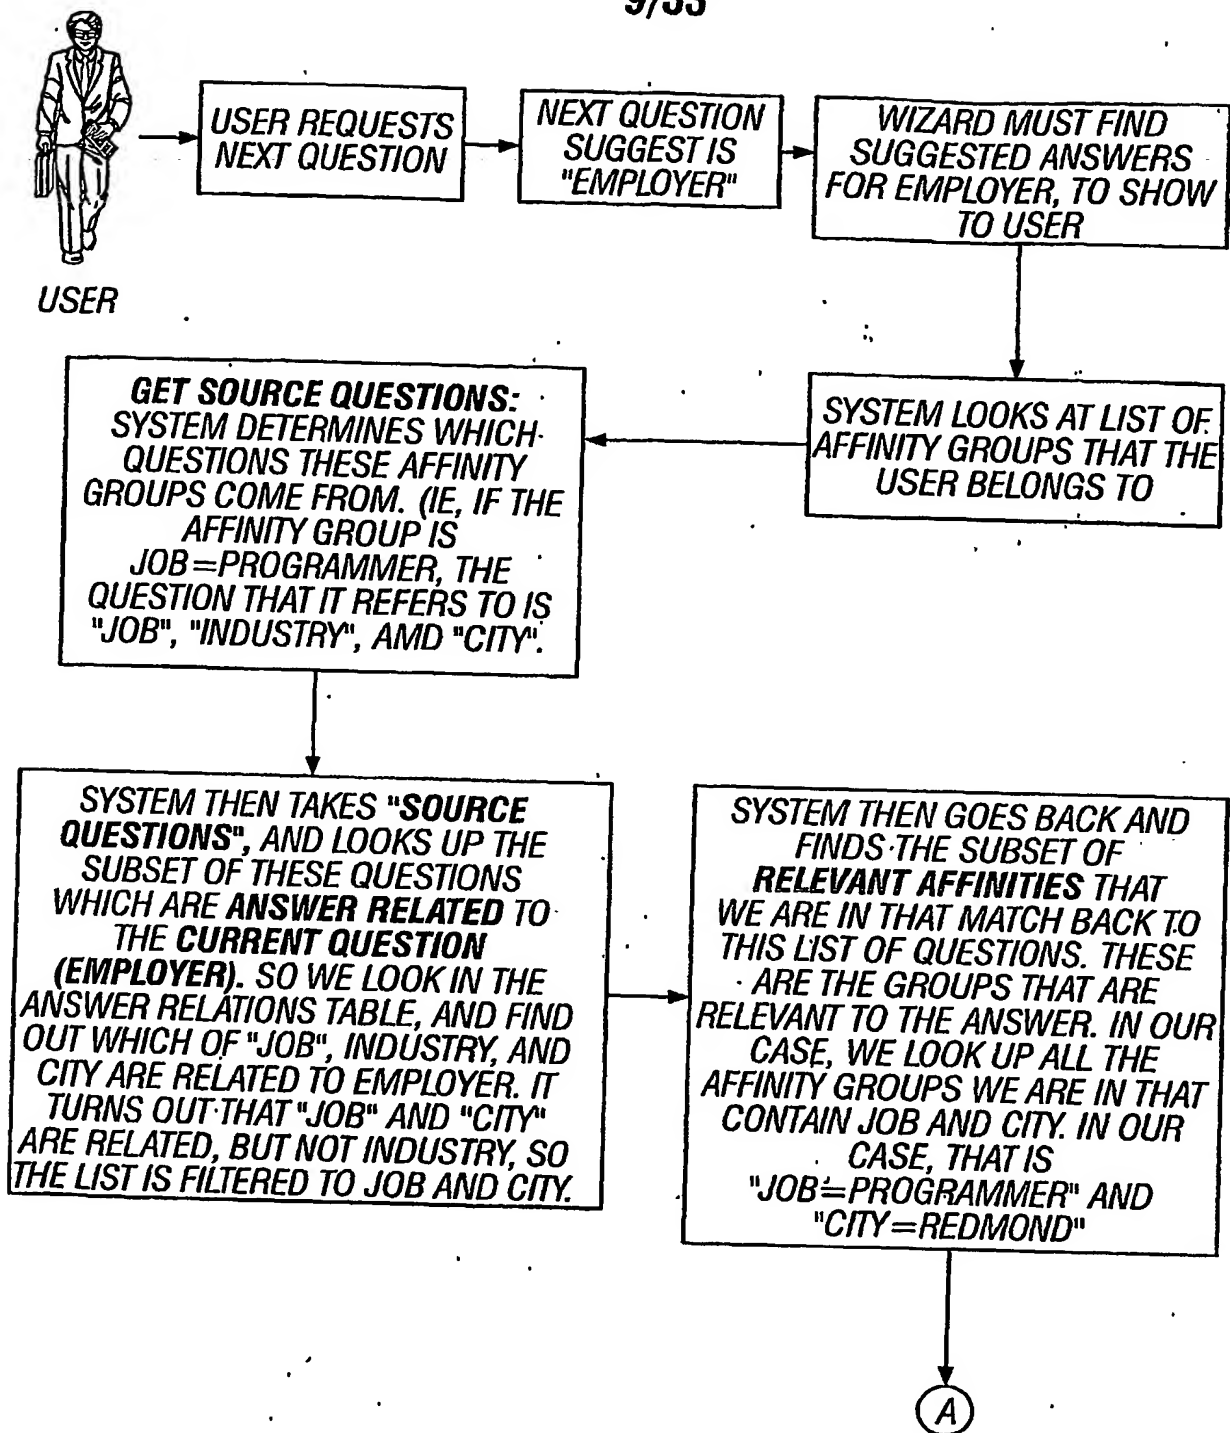 9/33
USER REQUESTS
NEXT QUESTION
NEXT QUESTION
SUGGEST IS
"EMPLOYER"
WIZARD MUST FIND
SUGGESTED ANSWERS
FOR EMPLOYER, TO SHOW
TO USER
USER
SYSTEM LOOKS AT LIST OF
AFFINITY GROUPS THAT THE
USER BELONGS TO
GET SOURCE QUESTIONS:
SYSTEM DETERMINES WHICH
QUESTIONS THESE AFFINITY
GROUPS COME FROM. (IE, IF THE
AFFINITY GROUP IS
JOB=PROGRAMMER, THE
QUESTION THAT IT REFERS TO IS
"JOB", "INDUSTRY", AMD "CITY".
SYSTEM THEN TAKES "SOURCE
QUESTIONS", AND LOOKS UP THE
SUBSET OF THESE QUESTIONS
WHICH ARE ANSWER RELATED TO
THE CURRENT QUESTION
(EMPLOYER). SO WE LOOK IN THE
ANSWER RELATIONS TABLE, AND FIND
OUT WHICH OF "JOB", INDUSTRY, AND
CITY ARE RELATED TO EMPLOYER. IT
TURNS OUT THAT "JOB" AND "CITY"
ARE RELATED, BUT NOT INDUSTRY, SO
THE LIST IS FILTERED TO JOB AND CITY.
SYSTEM THEN GOES BACK AND
FINDS THE SUBSET OF
RELEVANT AFFINITIES THAT
WE ARE IN THAT MATCH BACK TO
THIS LIST OF QUESTIONS. THESE
ARE THE GROUPS THAT ARE
RELEVANT TO THE ANSWER. IN OUR
CASE, WE LOOK UP ALL THE
AFFINITY GROUPS WE ARE IN THAT
CONTAIN JOB AND CITY. IN OUR
CASE, THAT IS
"JOB=PROGRAMMER" AND
"CITY=REDMOND"
A